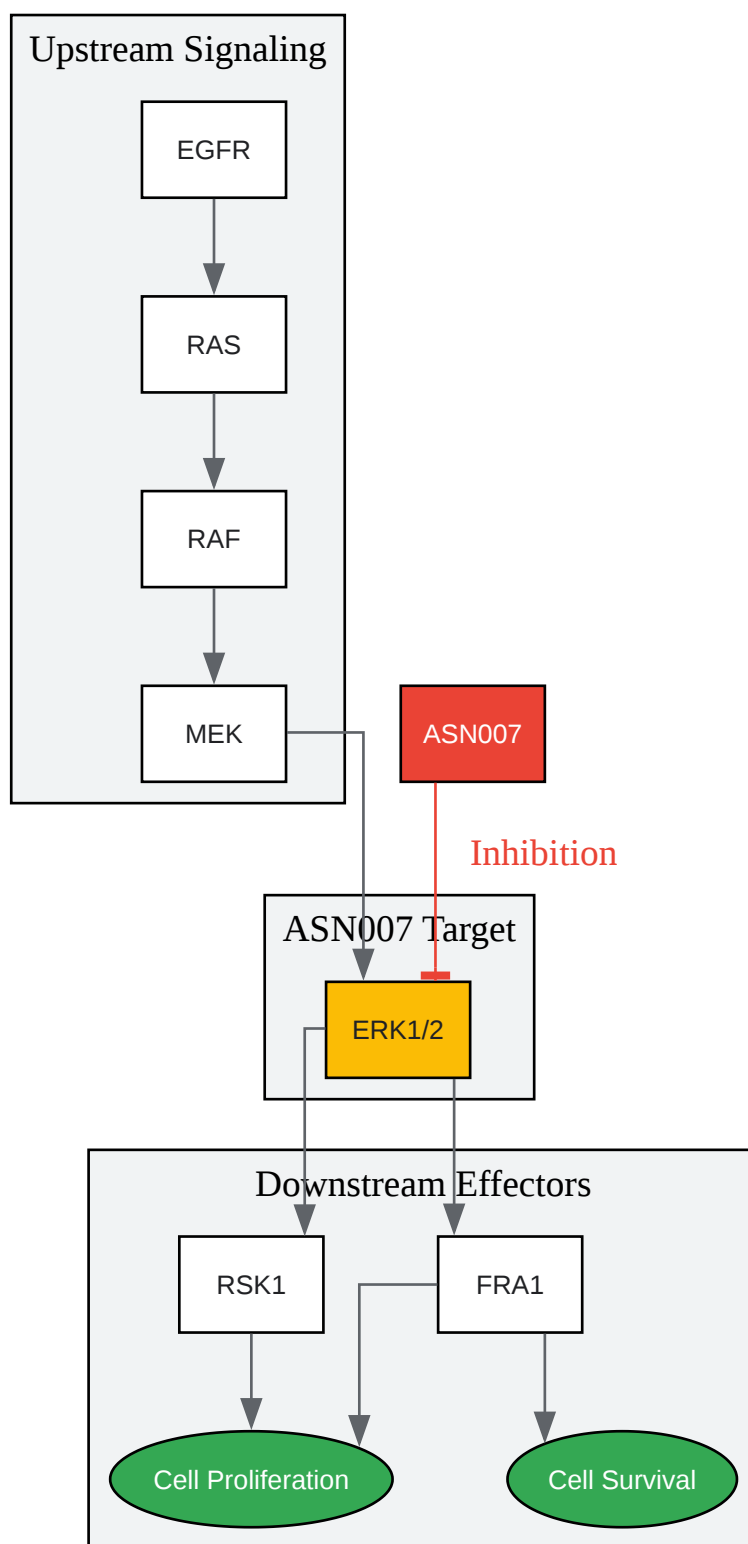 Upstream Signaling
EGFR
RAS
RAF
MEK
ASN007
Inhibition
ASN007 Target
ERK1/2
Downstream Effectors
RSK1
FRA1
Cell Proliferation
Cell Survival